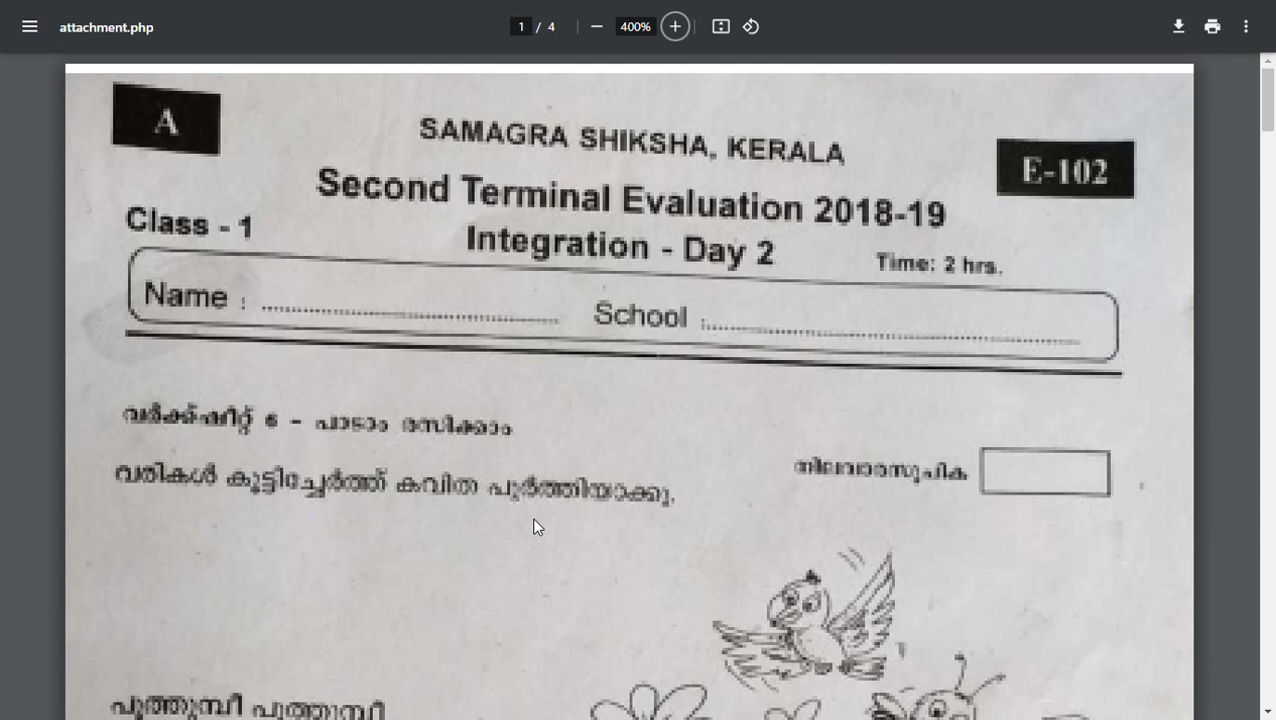 attachment.php
1 / 4
400%
A
SAMAGRA SHIKSHA, KERALA
E-102
Second Terminal Evaluation 2018-19
Class - 1
Integration - Day 2
Time: 2 hrs.
Name : School :
വർക്ക്ഷീറ്റ് 6 - പാടാം രസിക്കാം
നിലവാരസൂചിക
വരികൾ കൂട്ടിച്ചേർത്ത് കവിത പൂർത്തിയാക്കൂ.
പൂത്തുമ്പീ പൂത്തുമ്പീ